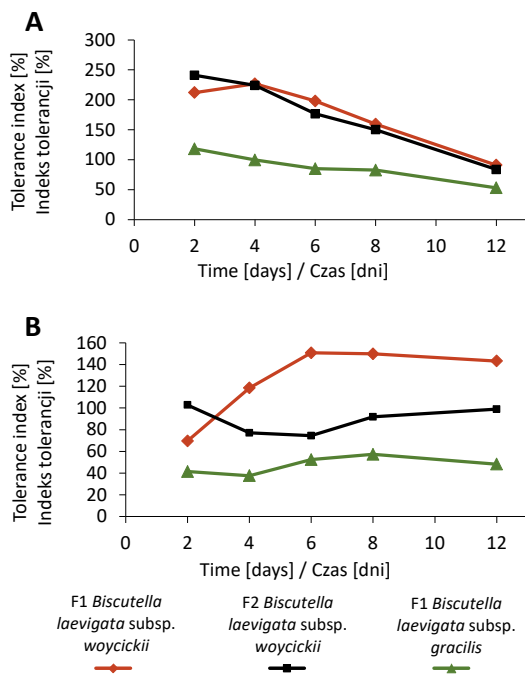 A
Tolerance index [%]
Indeks tolerancji [%]
300
250
200
150
100
50
0
0 2 4 6 8 10 12
Time [days] / Czas [dni]
B
Tolerance index [%]
Indeks tolerancji [%]
160
140
120
100
80
60
40
20
0
0 2 4 6 8 10 12
Time [days] / Czas [dni]
F1 Biscutella
laevigata subsp.
woycickii
F2 Biscutella
laevigata subsp.
woycickii
F1 Biscutella
laevigata subsp.
gracilis